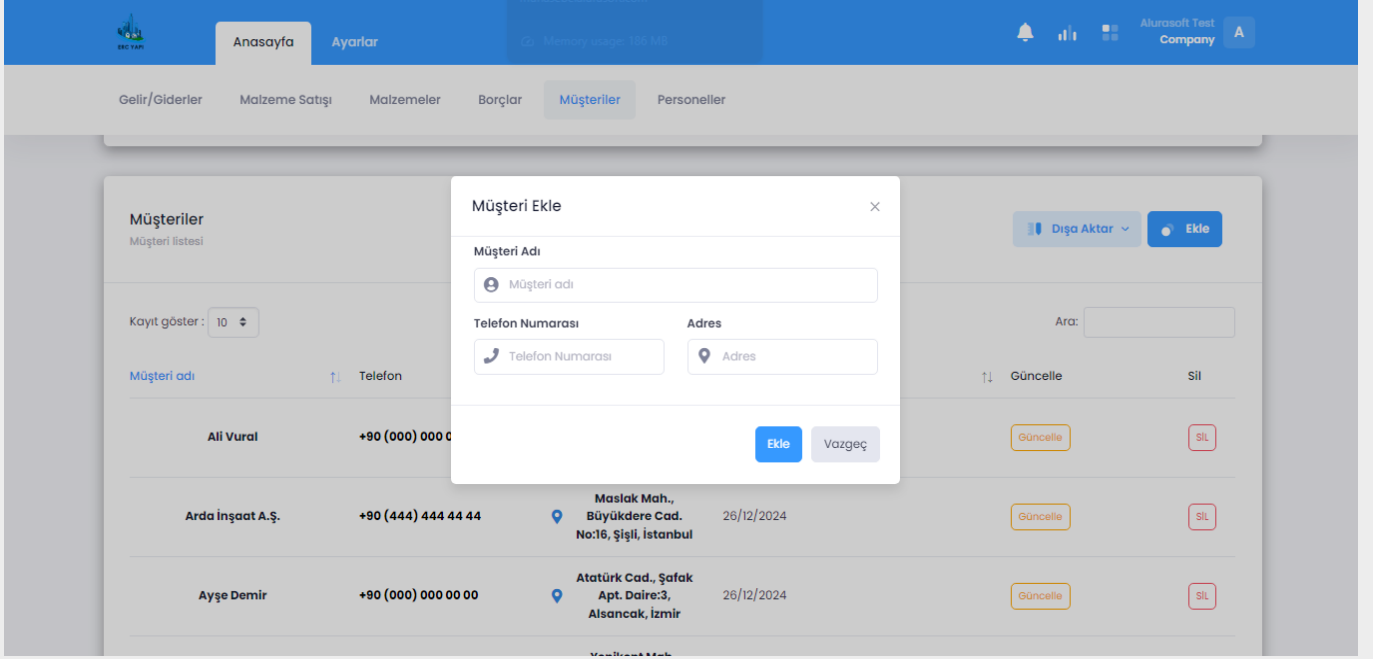 ERC YAPI
Anasayfa
Ayarlar
Memory usage: 186 MB
Alurasoft Test
Company
A
Gelir/Giderler
Malzeme Satışı
Malzemeler
Borçlar
Müşteriler
Personeller
Müşteriler
Müşteri listesi
Dışa Aktar
Ekle
Müşteri Ekle
×
Müşteri Adı
Müşteri adı
Telefon Numarası
Adres
Telefon Numarası
Adres
Ekle
Vazgeç
Kayıt göster : 10
Ara:
Müşteri adı
Telefon
Güncelle
Sil
Ali Vural
+90 (000) 000 0
Güncelle
SİL
Arda İnşaat A.Ş.
+90 (444) 444 44 44
Maslak Mah.,
Büyükdere Cad.
No:16, Şişli, İstanbul
26/12/2024
Güncelle
SİL
Ayşe Demir
+90 (000) 000 00 00
Atatürk Cad., Şafak
Apt. Daire:3,
Alsancak, İzmir
26/12/2024
Güncelle
SİL
Yenikent Mah.,